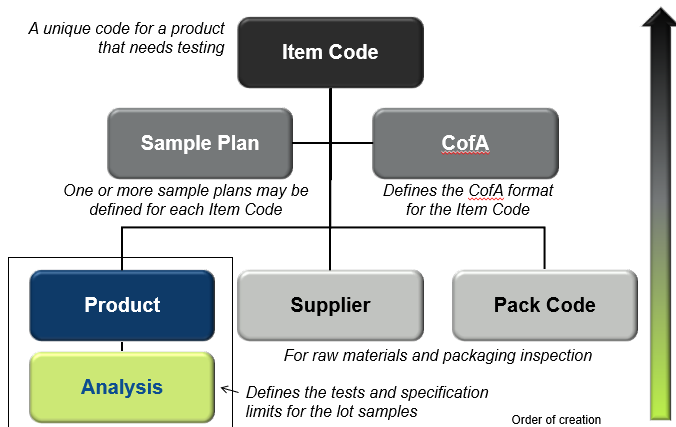 A unique code for a product
that needs testing
Item Code
Sample Plan
CofA
One or more sample plans may be
defined for each Item Code
Defines the CofA format
for the Item Code
Product
Supplier
Pack Code
For raw materials and packaging inspection
Analysis
Defines the tests and specification
limits for the lot samples
Order of creation